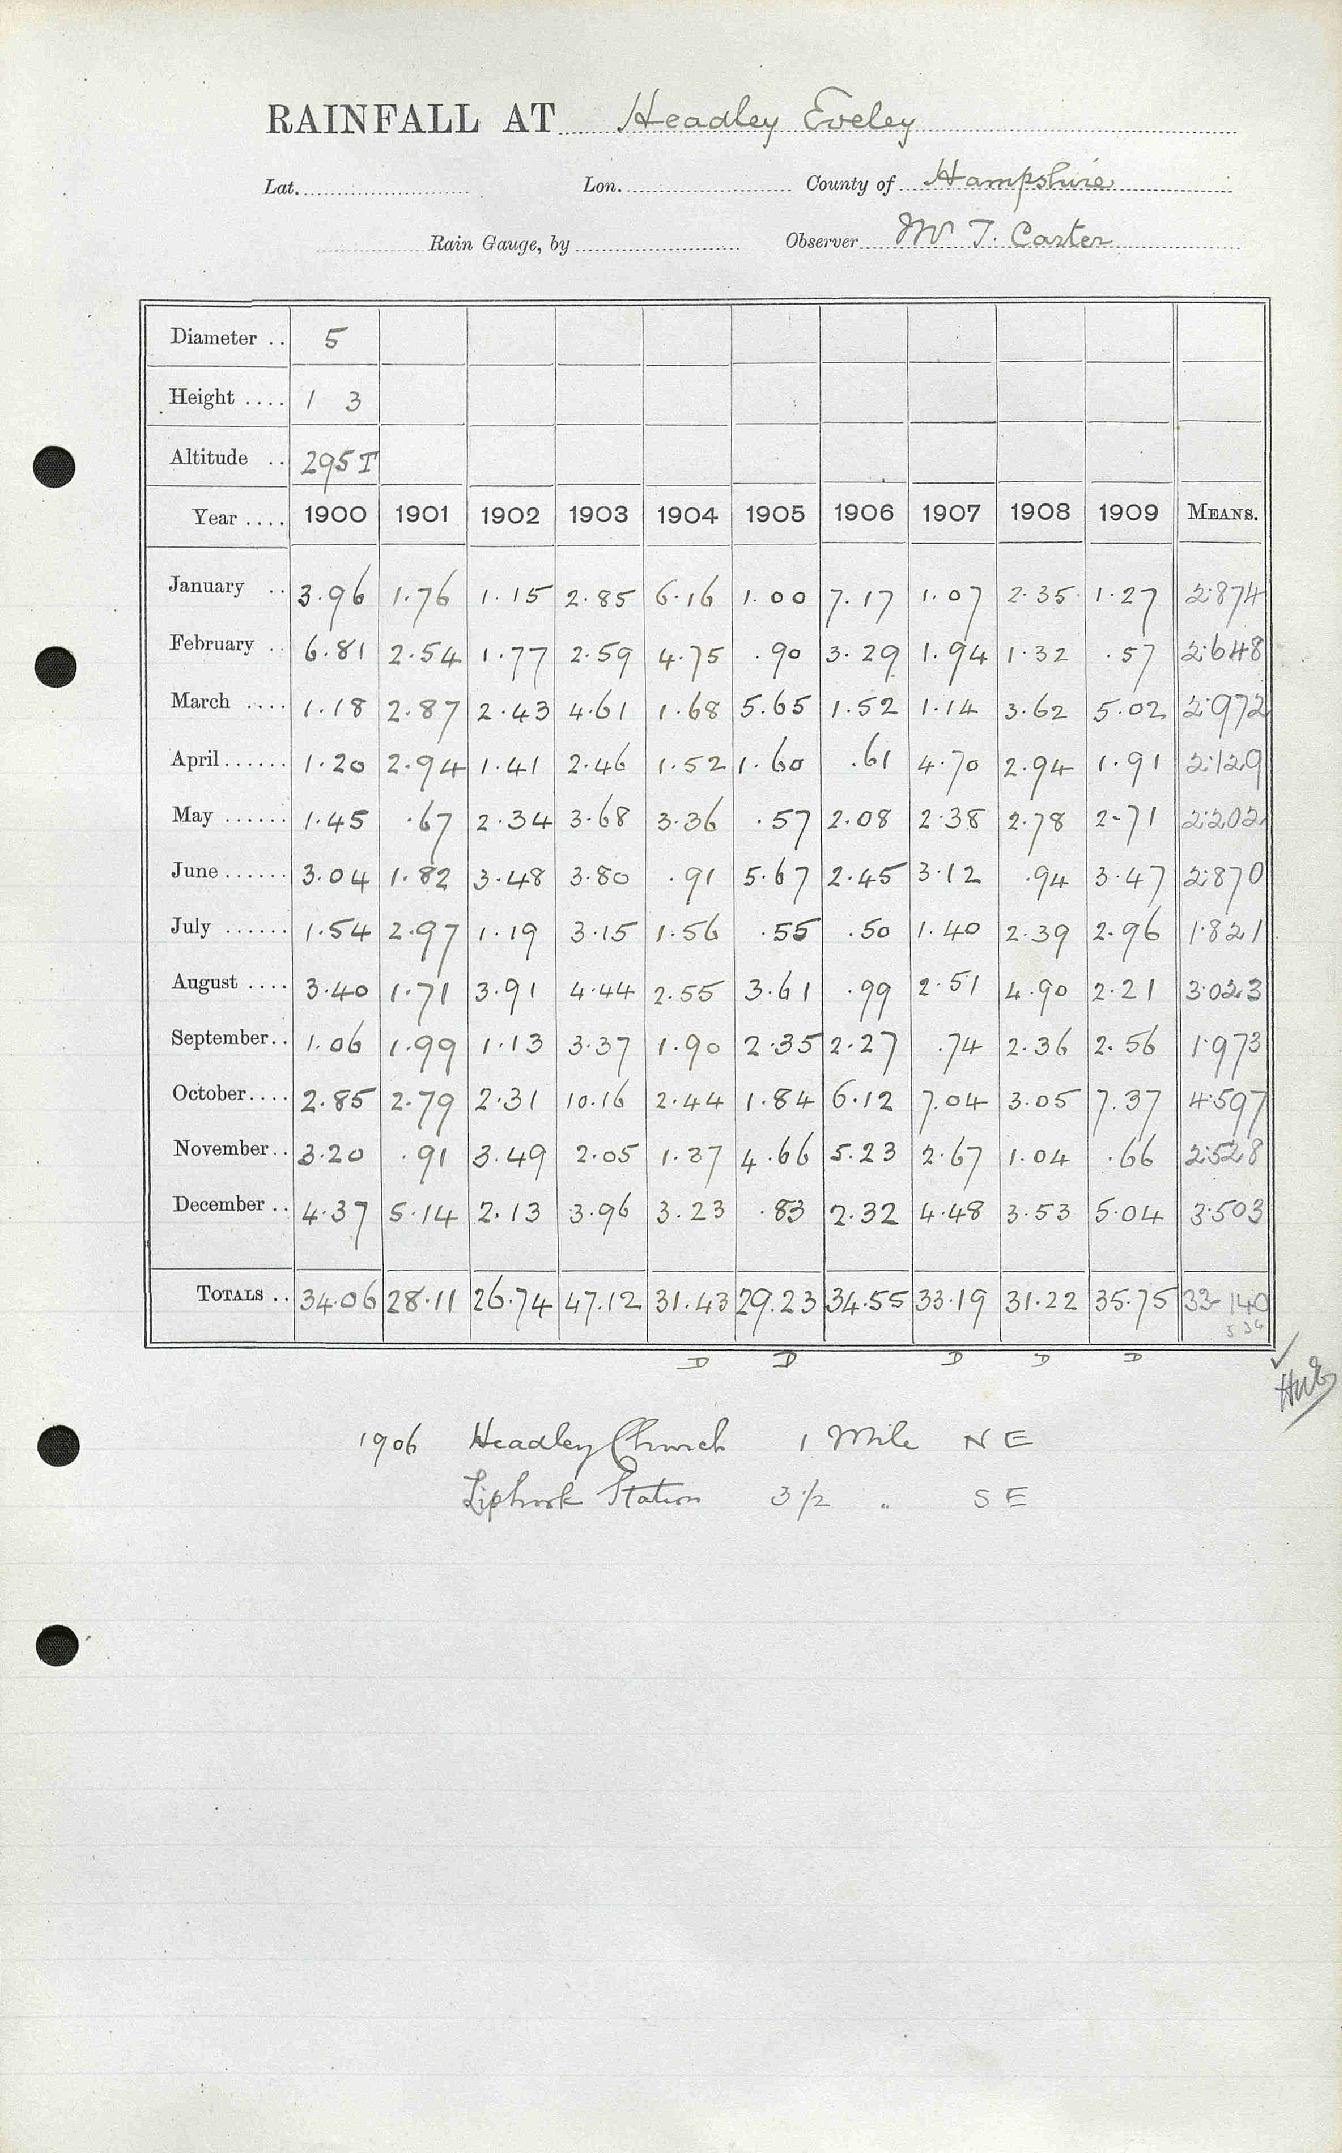 RAINFALL AT Headley Eveley
Lat. Lon. County of Hampshire
Rain Gauge, by Observer Mr T. Carter
Diameter .. 5
Height .... 1 3
Altitude .. 295 T
Year .... 1900 1901 1902 1903 1904 1905 1906 1907 1908 1909 MEANS.
January .. 3.96 1.76 1.15 2.85 6.16 1.00 7.17 1.07 2.35 1.27 2.874
February .. 6.81 2.54 1.77 2.59 4.75 .90 3.29 1.94 1.32 .57 2.648
March .... 1.18 2.87 2.43 4.61 1.68 5.65 1.52 1.14 3.62 5.02 2.972
April ...... 1.20 2.94 1.41 2.46 1.52 1.60 .61 4.70 2.94 1.91 2.129
May ...... 1.45 .67 2.34 3.68 3.36 .57 2.08 2.38 2.78 2.71 2.202
June ...... 3.04 1.82 3.48 3.80 .91 5.67 2.45 3.12 .94 3.47 2.870
July ...... 1.54 2.97 1.19 3.15 1.56 .55 .50 1.40 2.39 2.96 1.821
August .... 3.40 1.71 3.91 4.44 2.55 3.61 .99 2.51 4.90 2.21 3.023
September .. 1.06 1.99 1.13 3.37 1.90 2.35 2.27 .74 2.36 2.56 1.973
October .... 2.85 2.79 2.31 10.16 2.44 1.84 6.12 7.04 3.05 7.37 4.597
November .. 3.20 .91 3.49 2.05 1.37 4.66 5.23 2.67 1.04 .66 2.528
December .. 4.37 5.14 2.13 3.96 3.23 .83 2.32 4.48 3.53 5.04 3.503
TOTALS .. 34.06 28.11 26.74 47.12 31.43 29.23 34.55 33.19 31.22 35.75 33.140
D D D D D
1906 Headley Church 1 Mile N E
Liphook Station 3 1/2 " S E